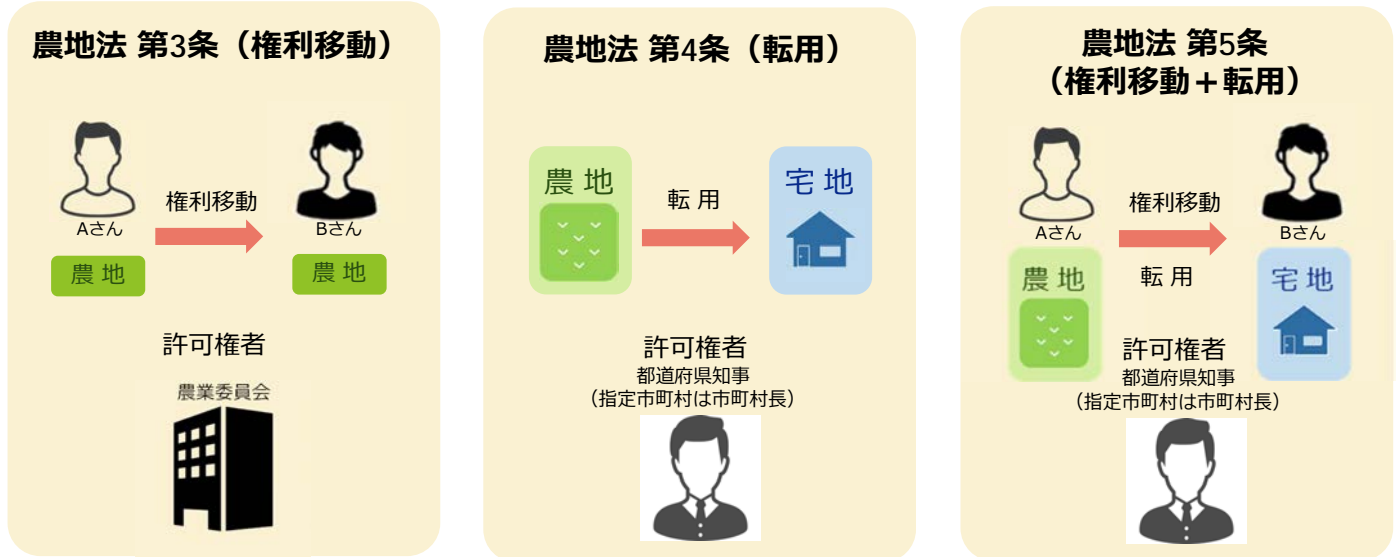 農地法 第3条（権利移動）
権利移動
Aさん
Bさん
農 地
農 地
許可権者
農業委員会
農地法 第4条（転用）
農 地
転 用
宅 地
許可権者
都道府県知事
（指定市町村は市町村長）
農地法 第5条
（権利移動＋転用）
権利移動
Aさん
Bさん
農 地
転 用
宅 地
許可権者
都道府県知事
（指定市町村は市町村長）